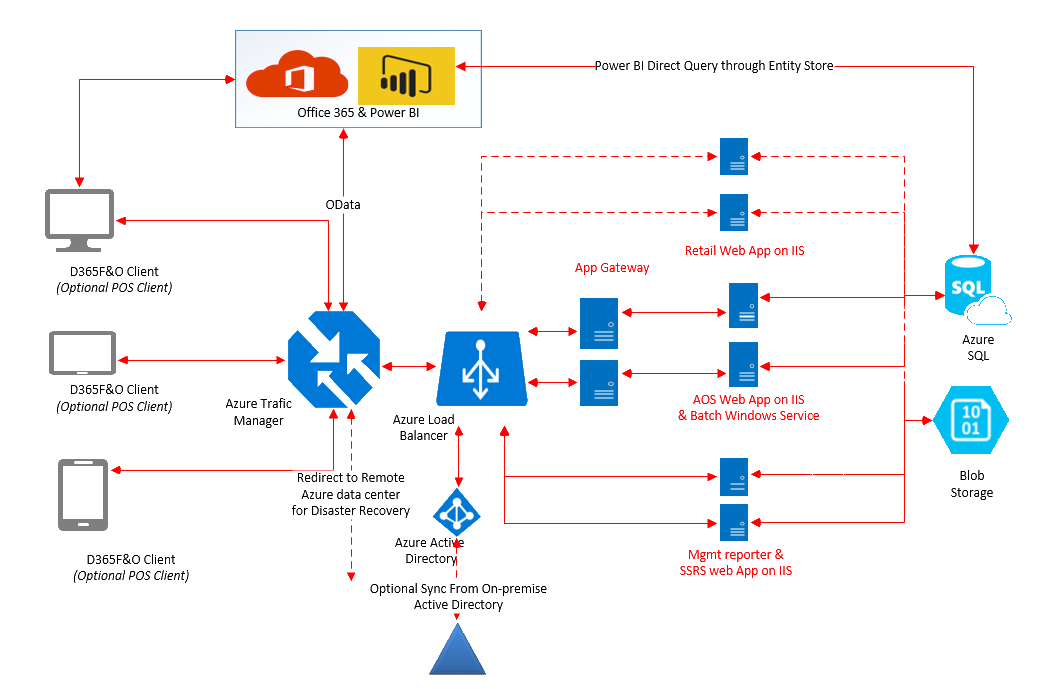 Office 365 & Power BI
Power BI Direct Query through Entity Store
OData
D365F&O Client
(Optional POS Client)
D365F&O Client
(Optional POS Client)
D365F&O Client
(Optional POS Client)
Azure Trafic
Manager
Redirect to Remote
Azure data center
for Disaster Recovery
Azure Load
Balancer
Azure Active
Directory
Optional Sync From On-premise
Active Directory
App Gateway
Retail Web App on IIS
AOS Web App on IIS
& Batch Windows Service
Mgmt reporter &
SSRS web App on IIS
SQL
Azure
SQL
10
01
Blob
Storage